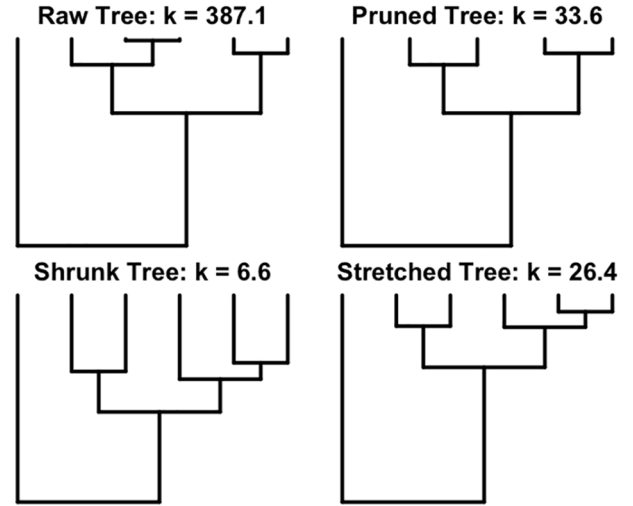 Raw Tree: k = 387.1
Pruned Tree: k = 33.6
Shrunk Tree: k = 6.6
Stretched Tree: k = 26.4